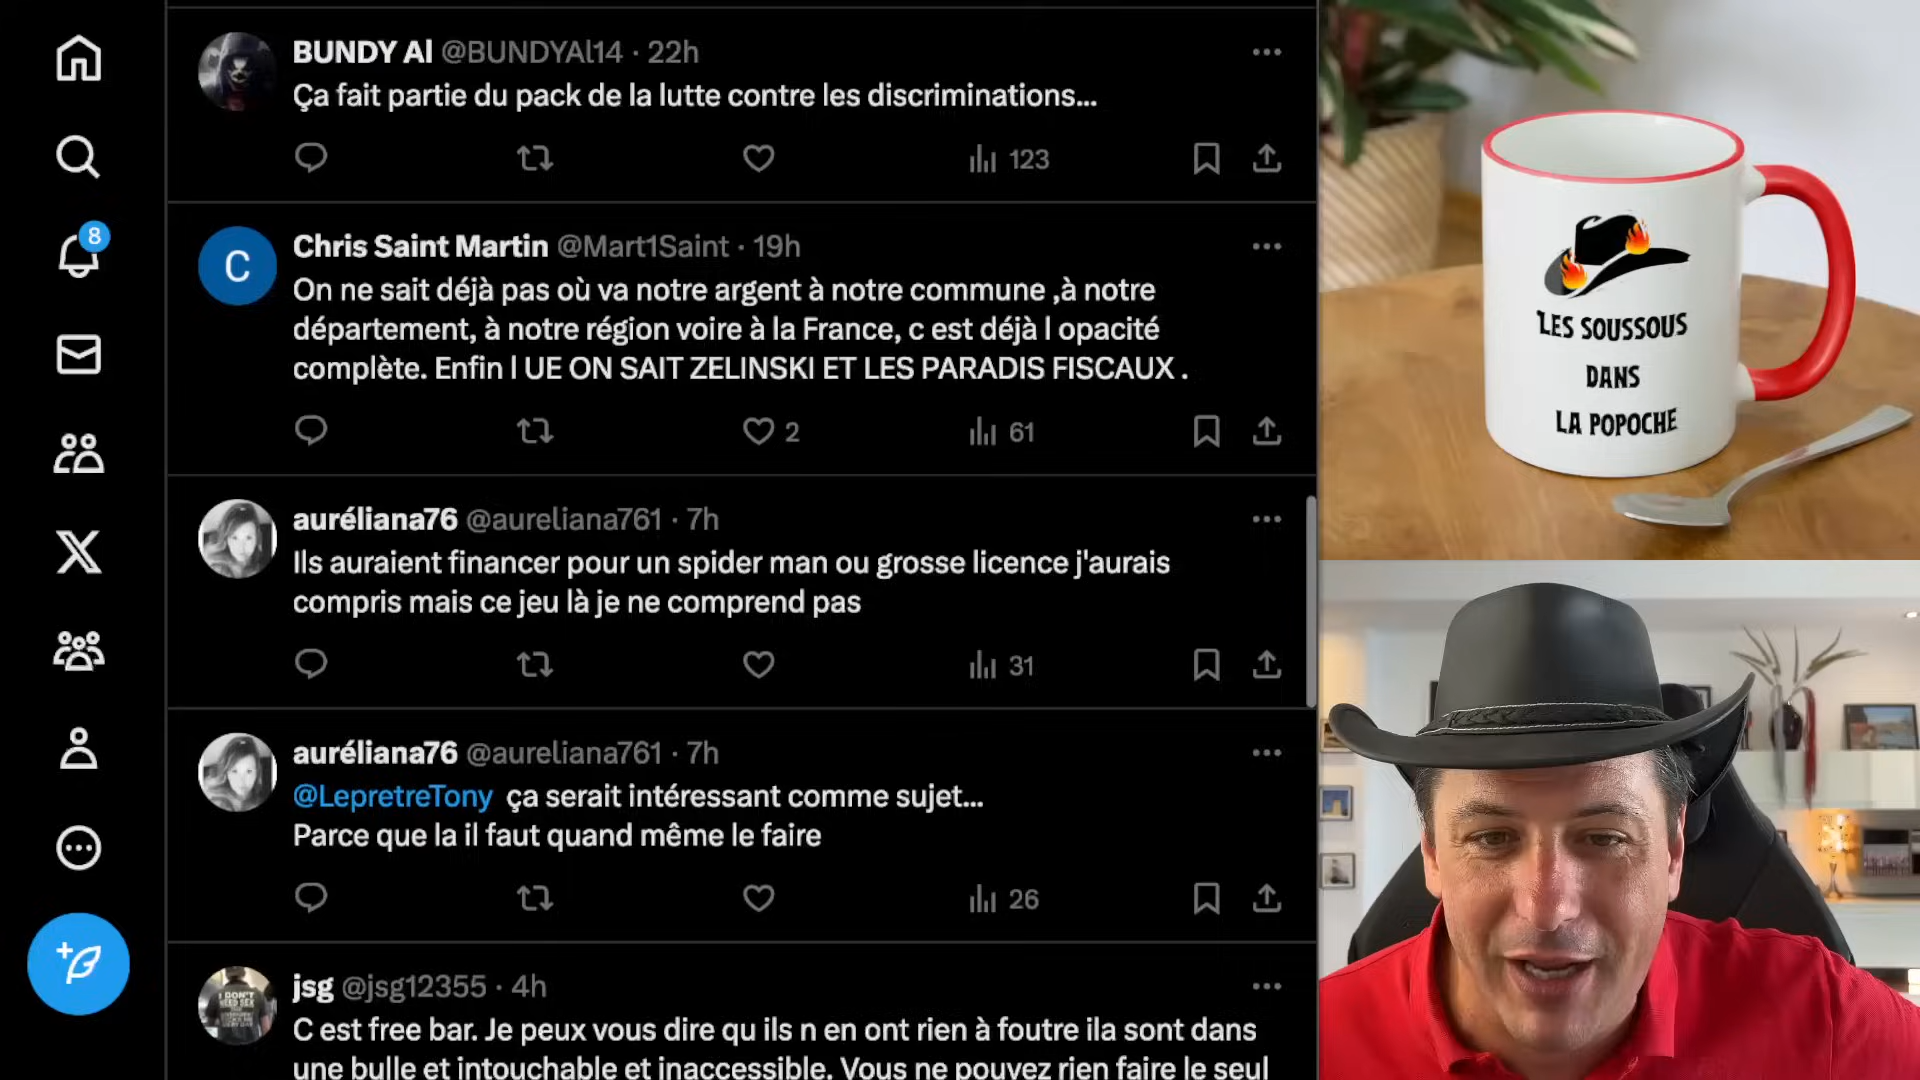 BUNDY Al @BUNDYAl14 · 22h
Ça fait partie du pack de la lutte contre les discriminations...
123
8
C
Chris Saint Martin @Mart1Saint · 19h
On ne sait déjà pas où va notre argent à notre commune ,à notre
département, à notre région voire à la France, c est déjà l opacité
complète. Enfin l UE ON SAIT ZELINSKI ET LES PARADIS FISCAUX .
2
61
auréliana76 @aureliana761 · 7h
Ils auraient financer pour un spider man ou grosse licence j'aurais
compris mais ce jeu là je ne comprend pas
31
auréliana76 @aureliana761 · 7h
@LepretreTony ça serait intéressant comme sujet...
Parce que la il faut quand même le faire
26
jsg @jsg12355 · 4h
C est free bar. Je peux vous dire qu ils n en ont rien à foutre ila sont dans
une bulle et intouchable et inaccessible. Vous ne pouvez rien faire le seul
LES SOUSSOUS
DANS
LA POPOCHE